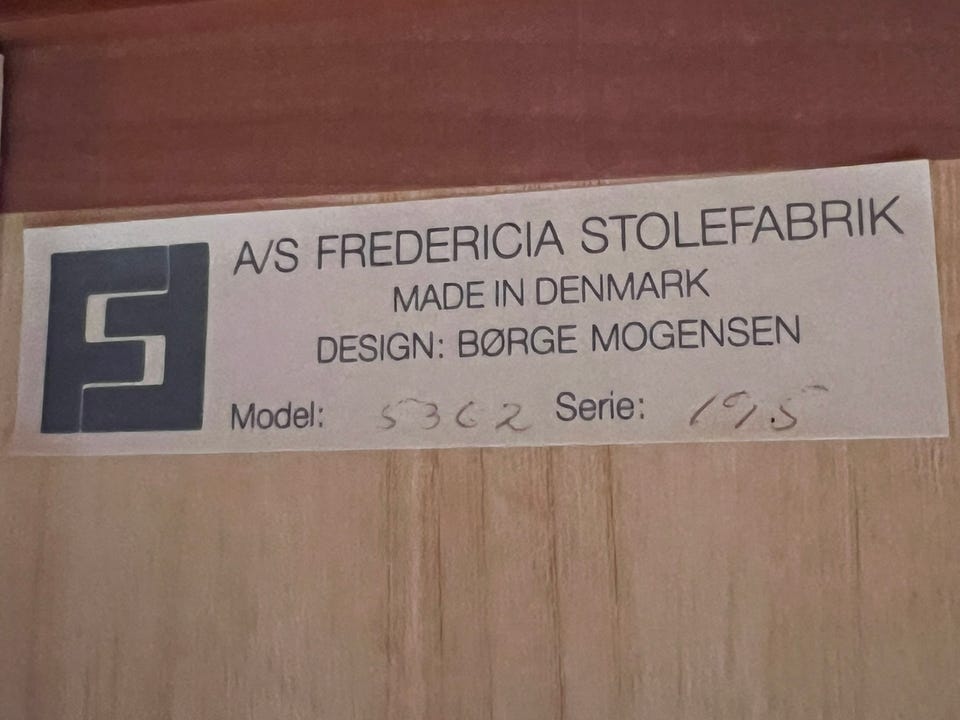 A/S FREDERICIA STOLEFABRIK
MADE IN DENMARK
DESIGN: BØRGE MOGENSEN
Model: 5362 Serie: 195